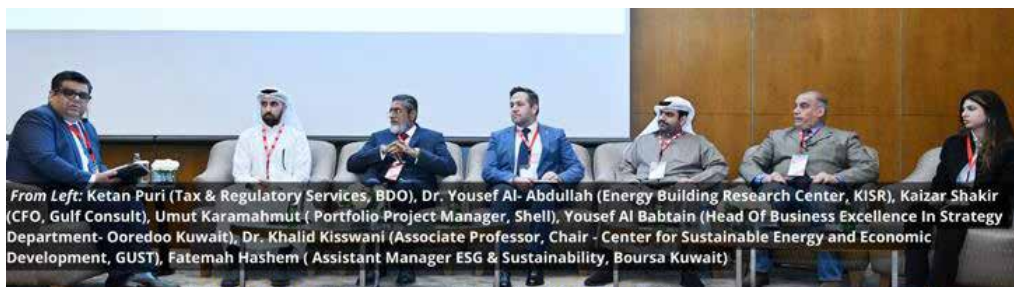 From Left: Ketan Puri (Tax & Regulatory Services, BDO), Dr. Yousef Al- Abdullah (Energy Building Research Center, KISR), Kaizar Shakir
(CFO, Gulf Consult), Umut Karamahmut ( Portfolio Project Manager, Shell), Yousef Al Babtain (Head Of Business Excellence In Strategy
Department- Ooredoo Kuwait), Dr. Khalid Kisswani (Associate Professor, Chair - Center for Sustainable Energy and Economic
Development, GUST), Fatemah Hashem ( Assistant Manager ESG & Sustainability, Boursa Kuwait)